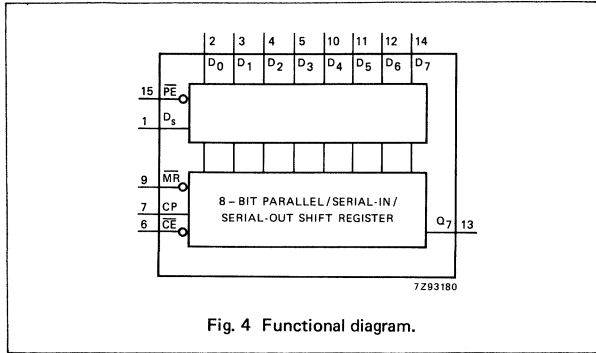 2 3 4 5 10 11 12 14
D0 D1 D2 D3 D4 D5 D6 D7
15 PE
1 Ds
9 MR
8-BIT PARALLEL/SERIAL-IN/
7 CP
SERIAL-OUT SHIFT REGISTER
6 CE
Q7 13
7Z93180
Fig. 4 Functional diagram.